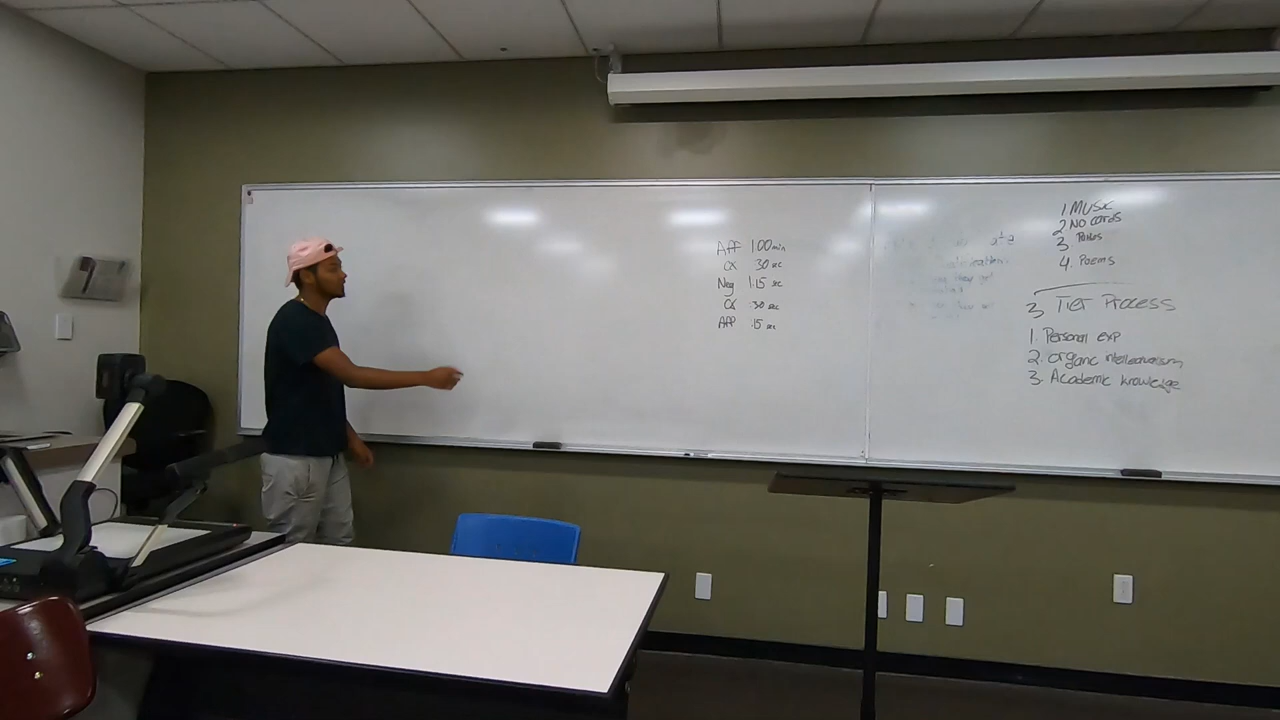 Aff 1:00 min
CX 30 sec
Neg 1:15 sec
CX :30 sec
Aff :15 sec
1. Music
2 NO cards
3
4. Poems
3 Tier Process
1. Personal exp
2. Organic intellectualism
3. Academic knowledge